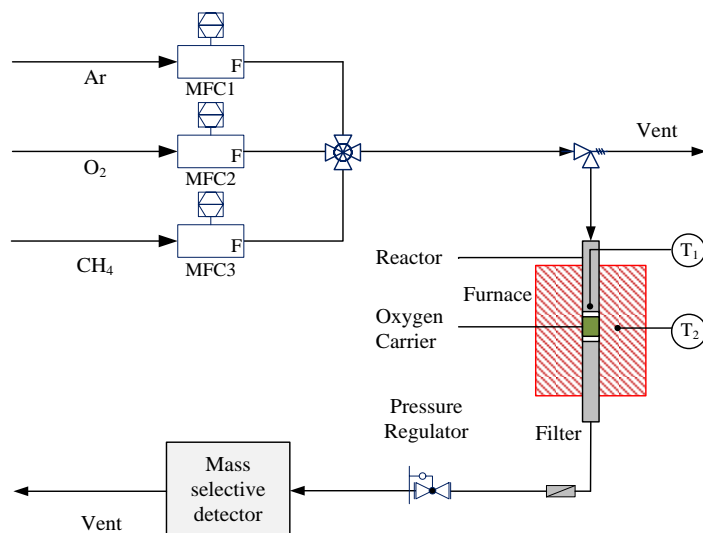 Ar
F
MFC1
O₂
F
MFC2
CH₄
F
MFC3
Vent
Reactor
T₁
Furnace
Oxygen
Carrier
T₂
Pressure
Regulator
Filter
Mass
selective
detector
Vent